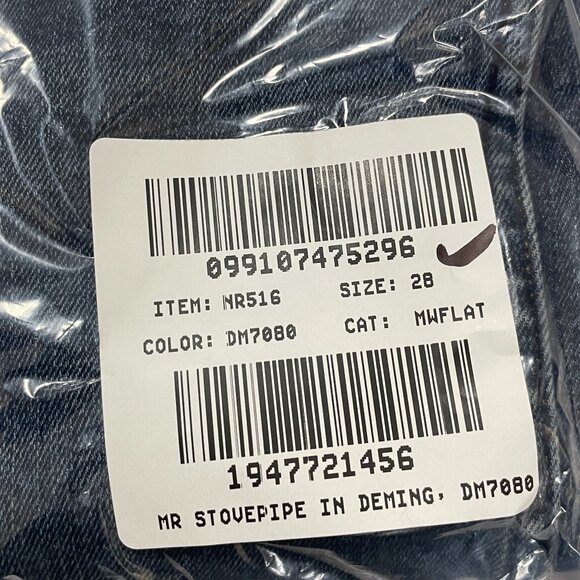 099107475296
ITEM: NR516 SIZE: 28
COLOR: DM7080 CAT: MWFLAT
1947721456
MR STOVEPIPE IN DEMING, DM7080